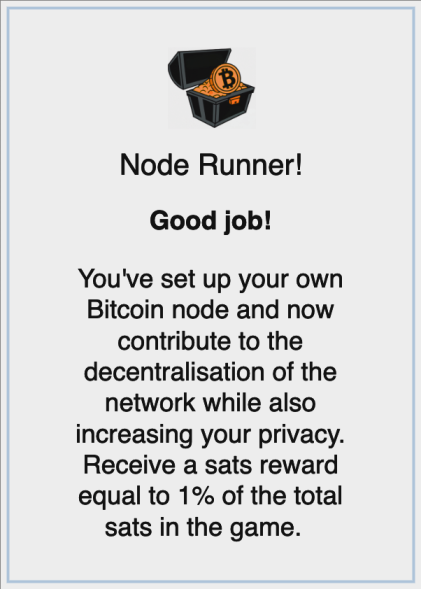 Node Runner!
Good job!
You've set up your own
Bitcoin node and now
contribute to the
decentralisation of the
network while also
increasing your privacy.
Receive a sats reward
equal to 1% of the total
sats in the game.